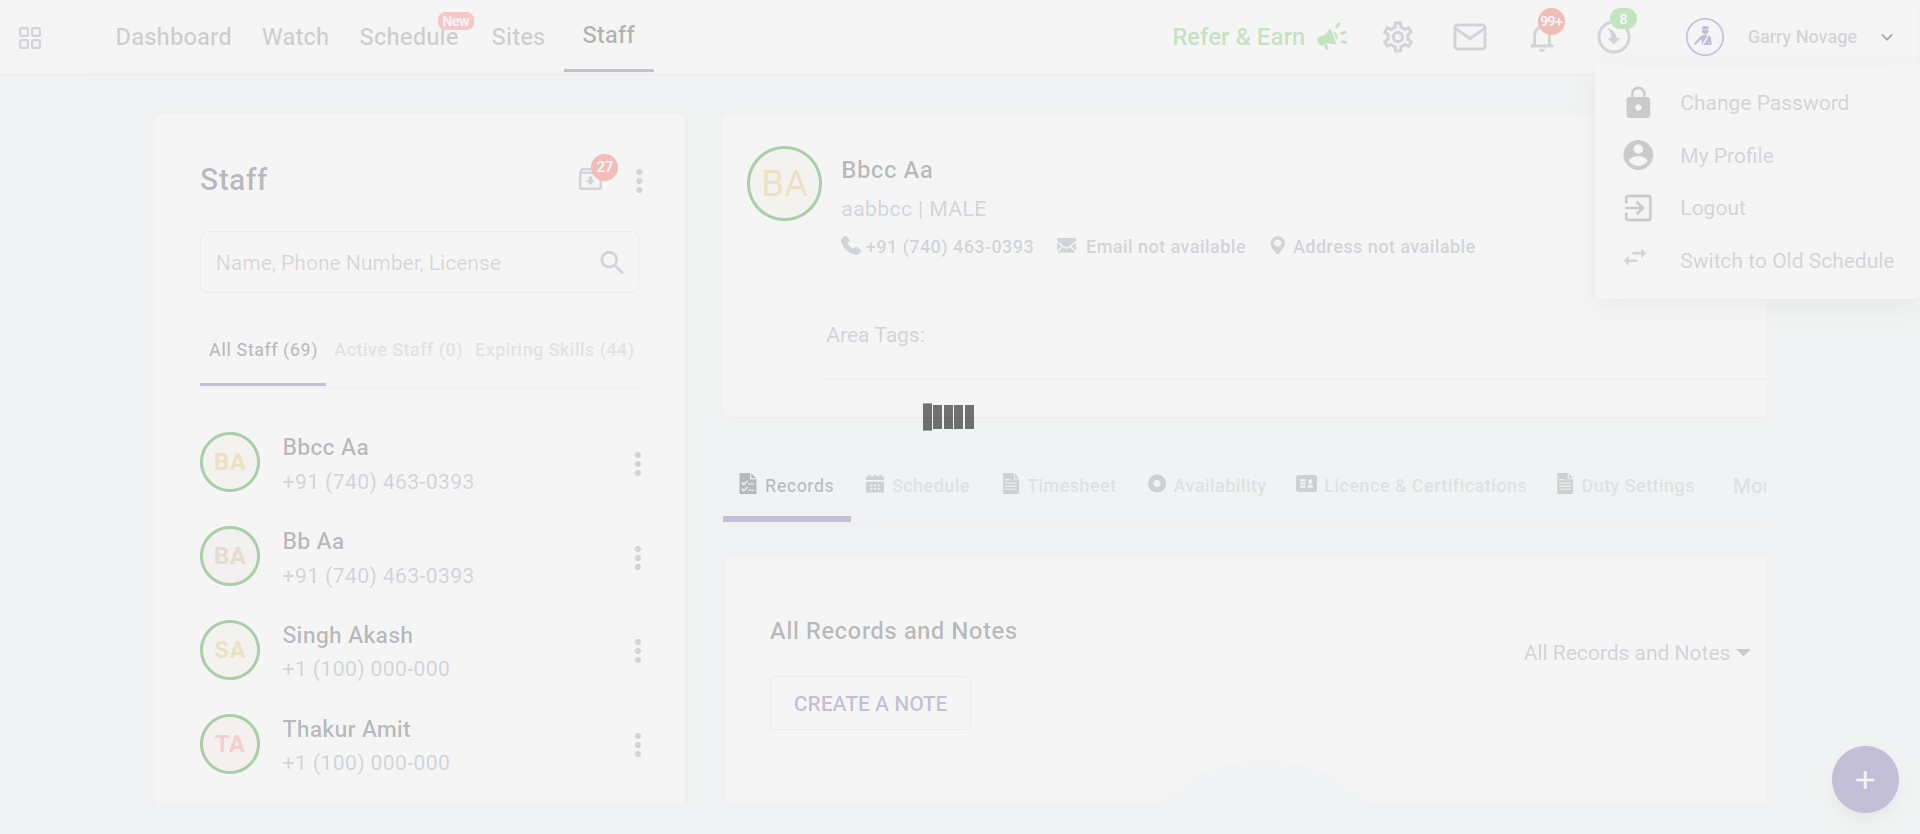 Dashboard Watch Schedule New Sites Staff Refer & Earn 99+ 8 Garry Novage
Change Password
My Profile
Logout
Switch to Old Schedule
Staff 27
Name, Phone Number, License
All Staff (69) Active Staff (0) Expiring Skills (44)
BA Bbcc Aa
+91 (740) 463-0393
BA Bb Aa
+91 (740) 463-0393
SA Singh Akash
+1 (100) 000-000
TA Thakur Amit
+1 (100) 000-000
BA Bbcc Aa
aabbcc | MALE
+91 (740) 463-0393 Email not available Address not available
Area Tags:
Records Schedule Timesheet Availability Licence & Certifications Duty Settings
All Records and Notes
All Records and Notes
CREATE A NOTE